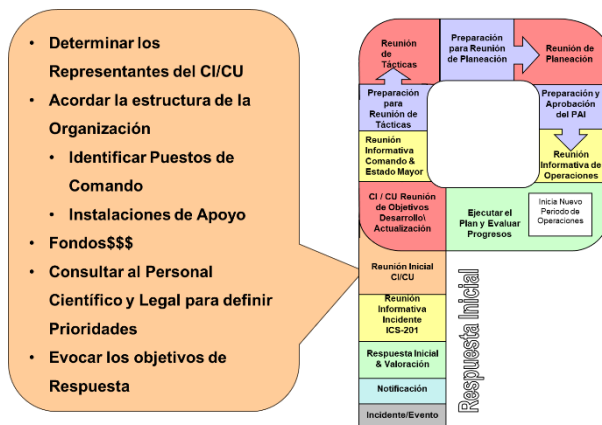 • Determinar los
Representantes del CI/CU
• Acordar la estructura de la
Organización
• Identificar Puestos de
Comando
• Instalaciones de Apoyo
• Fondos$$$
• Consultar al Personal
Científico y Legal para definir
Prioridades
• Evocar los objetivos de
Respuesta
Reunión
de
Tácticas
Preparación
para Reunión
de Planeación
Reunión de
Planeación
Preparación
para
Reunión de
Tácticas
Preparación y
Aprobación
del PAI
Reunión
Informativa
Comando &
Estado Mayor
Reunión
Informativa de
Operaciones
CI / CU Reunión
de Objetivos
Desarrollo\
Actualización
Ejecutar el
Plan y Evaluar
Progresos
Inicia Nuevo
Periodo de
Operaciones
Reunión Inicial
CI/CU
Reunión
Informativa
Incidente
ICS-201
Respuesta Inicial
& Valoración
Notificación
Incidente/Evento
Respuesta Inicial